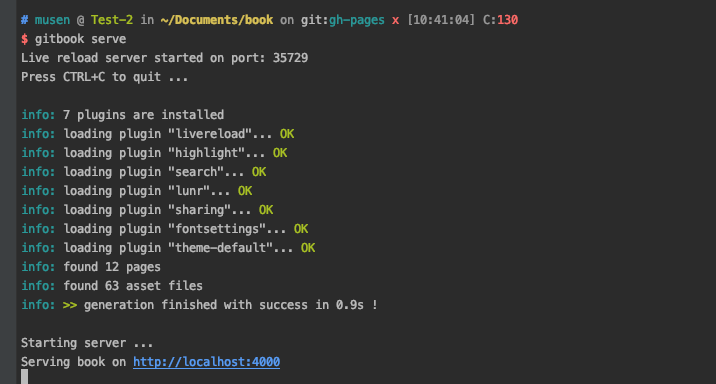 # musen @ Test-2 in ~/Documents/book on git:gh-pages x [10:41:04] C:130
$ gitbook serve
Live reload server started on port: 35729
Press CTRL+C to quit ...
info: 7 plugins are installed
info: loading plugin "livereload"... OK
info: loading plugin "highlight"... OK
info: loading plugin "search"... OK
info: loading plugin "lunr"... OK
info: loading plugin "sharing"... OK
info: loading plugin "fontsettings"... OK
info: loading plugin "theme-default"... OK
info: found 12 pages
info: found 63 asset files
info: >> generation finished with success in 0.9s !
Starting server ...
Serving book on http://localhost:4000